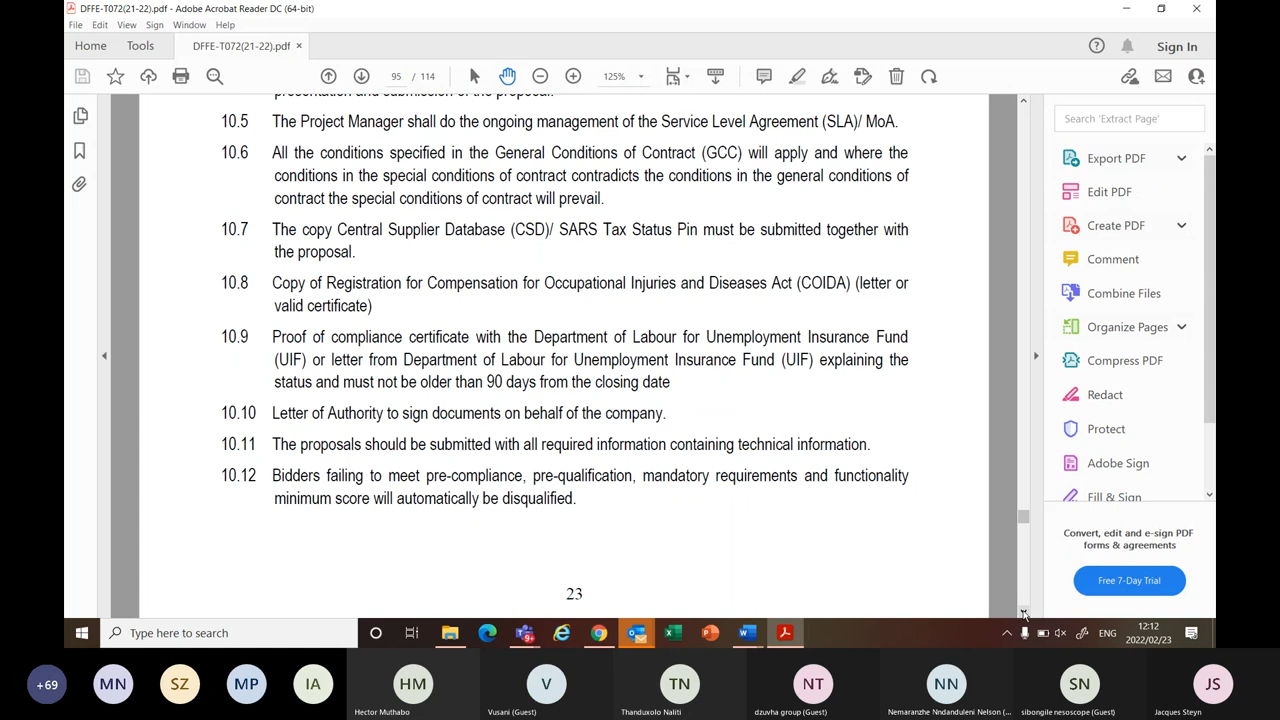 DFFE-T072(21-22).pdf - Adobe Acrobat Reader DC (64-bit)
File Edit View Sign Window Help
Home Tools DFFE-T072(21-22).pdf × Sign In
95 / 114 125%
presentation and submission of the proposal.
10.5 The Project Manager shall do the ongoing management of the Service Level Agreement (SLA)/ MoA.
10.6 All the conditions specified in the General Conditions of Contract (GCC) will apply and where the
conditions in the special conditions of contract contradicts the conditions in the general conditions of
contract the special conditions of contract will prevail.
10.7 The copy Central Supplier Database (CSD)/ SARS Tax Status Pin must be submitted together with
the proposal.
10.8 Copy of Registration for Compensation for Occupational Injuries and Diseases Act (COIDA) (letter or
valid certificate)
10.9 Proof of compliance certificate with the Department of Labour for Unemployment Insurance Fund
(UIF) or letter from Department of Labour for Unemployment Insurance Fund (UIF) explaining the
status and must not be older than 90 days from the closing date
10.10 Letter of Authority to sign documents on behalf of the company.
10.11 The proposals should be submitted with all required information containing technical information.
10.12 Bidders failing to meet pre-compliance, pre-qualification, mandatory requirements and functionality
minimum score will automatically be disqualified.
23
Search 'Extract Page'
Export PDF
Edit PDF
Create PDF
Comment
Combine Files
Organize Pages
Compress PDF
Redact
Protect
Adobe Sign
Fill & Sign
Convert, edit and e-sign PDF
forms & agreements
Free 7-Day Trial
Type here to search
ENG
12:12
2022/02/23
+69 MN SZ MP IA HM V TN NT NN SN JS
Hector Muthabo Vusani (Guest) Thanduxolo Naliti dzuvha group (Guest) Nemaranzhe Nndanduleni Nelson (... sibongile nesoscope (Guest) Jacques Steyn